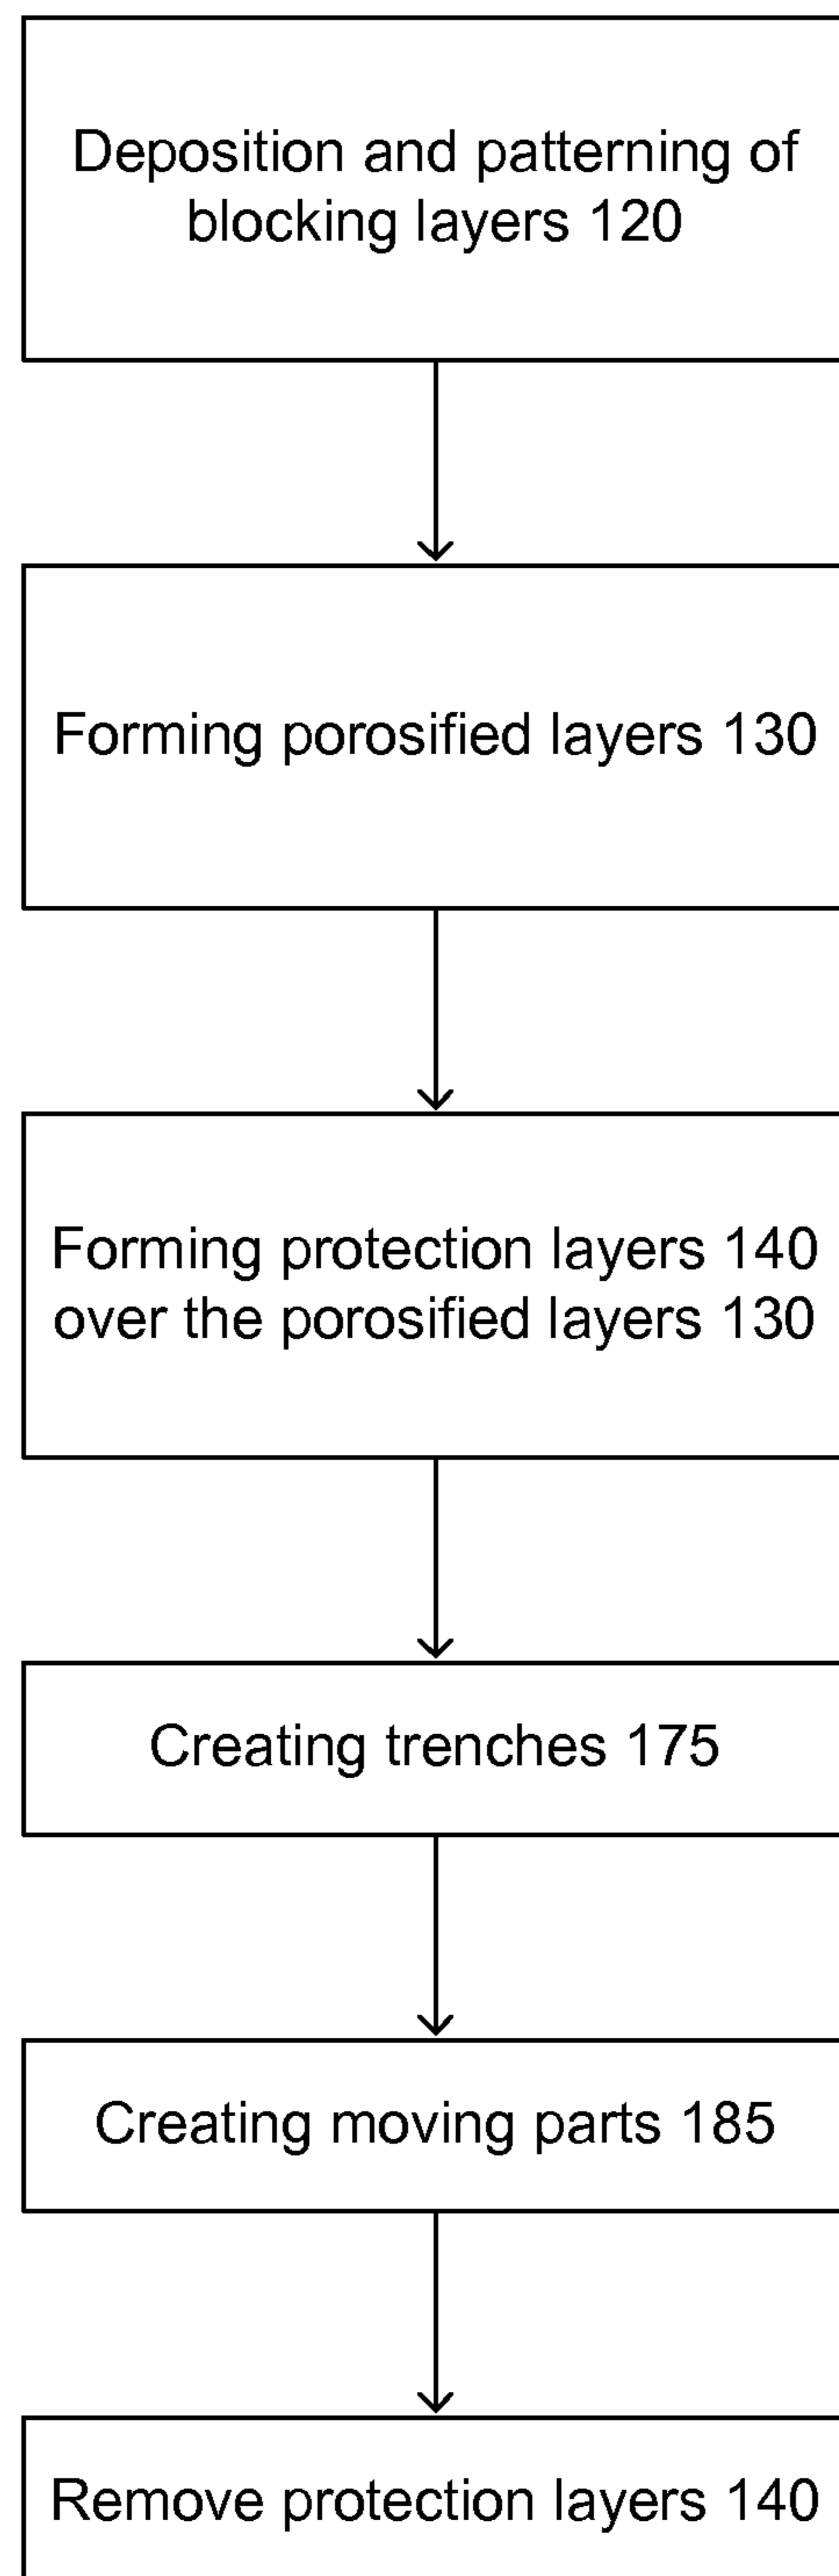 Deposition and patterning of
blocking layers 120
Forming porosified layers 130
Forming protection layers 140
over the porosified layers 130
Creating trenches 175
Creating moving parts 185
Remove protection layers 140